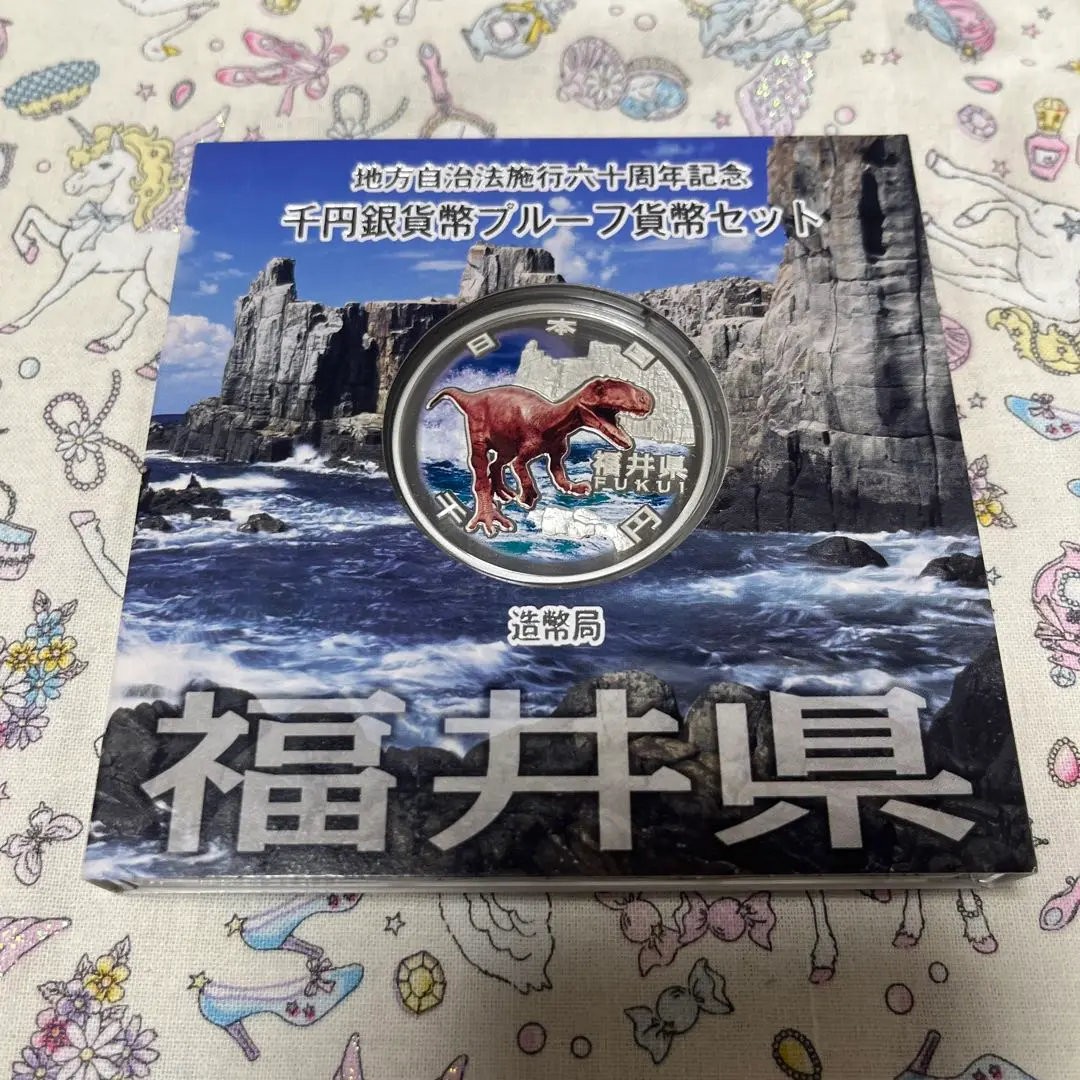 地方自治法施行六十周年記念
千円銀貨幣プルーフ貨幣セット
日本国
福井県
FUKUI
千円
造幣局
福井県